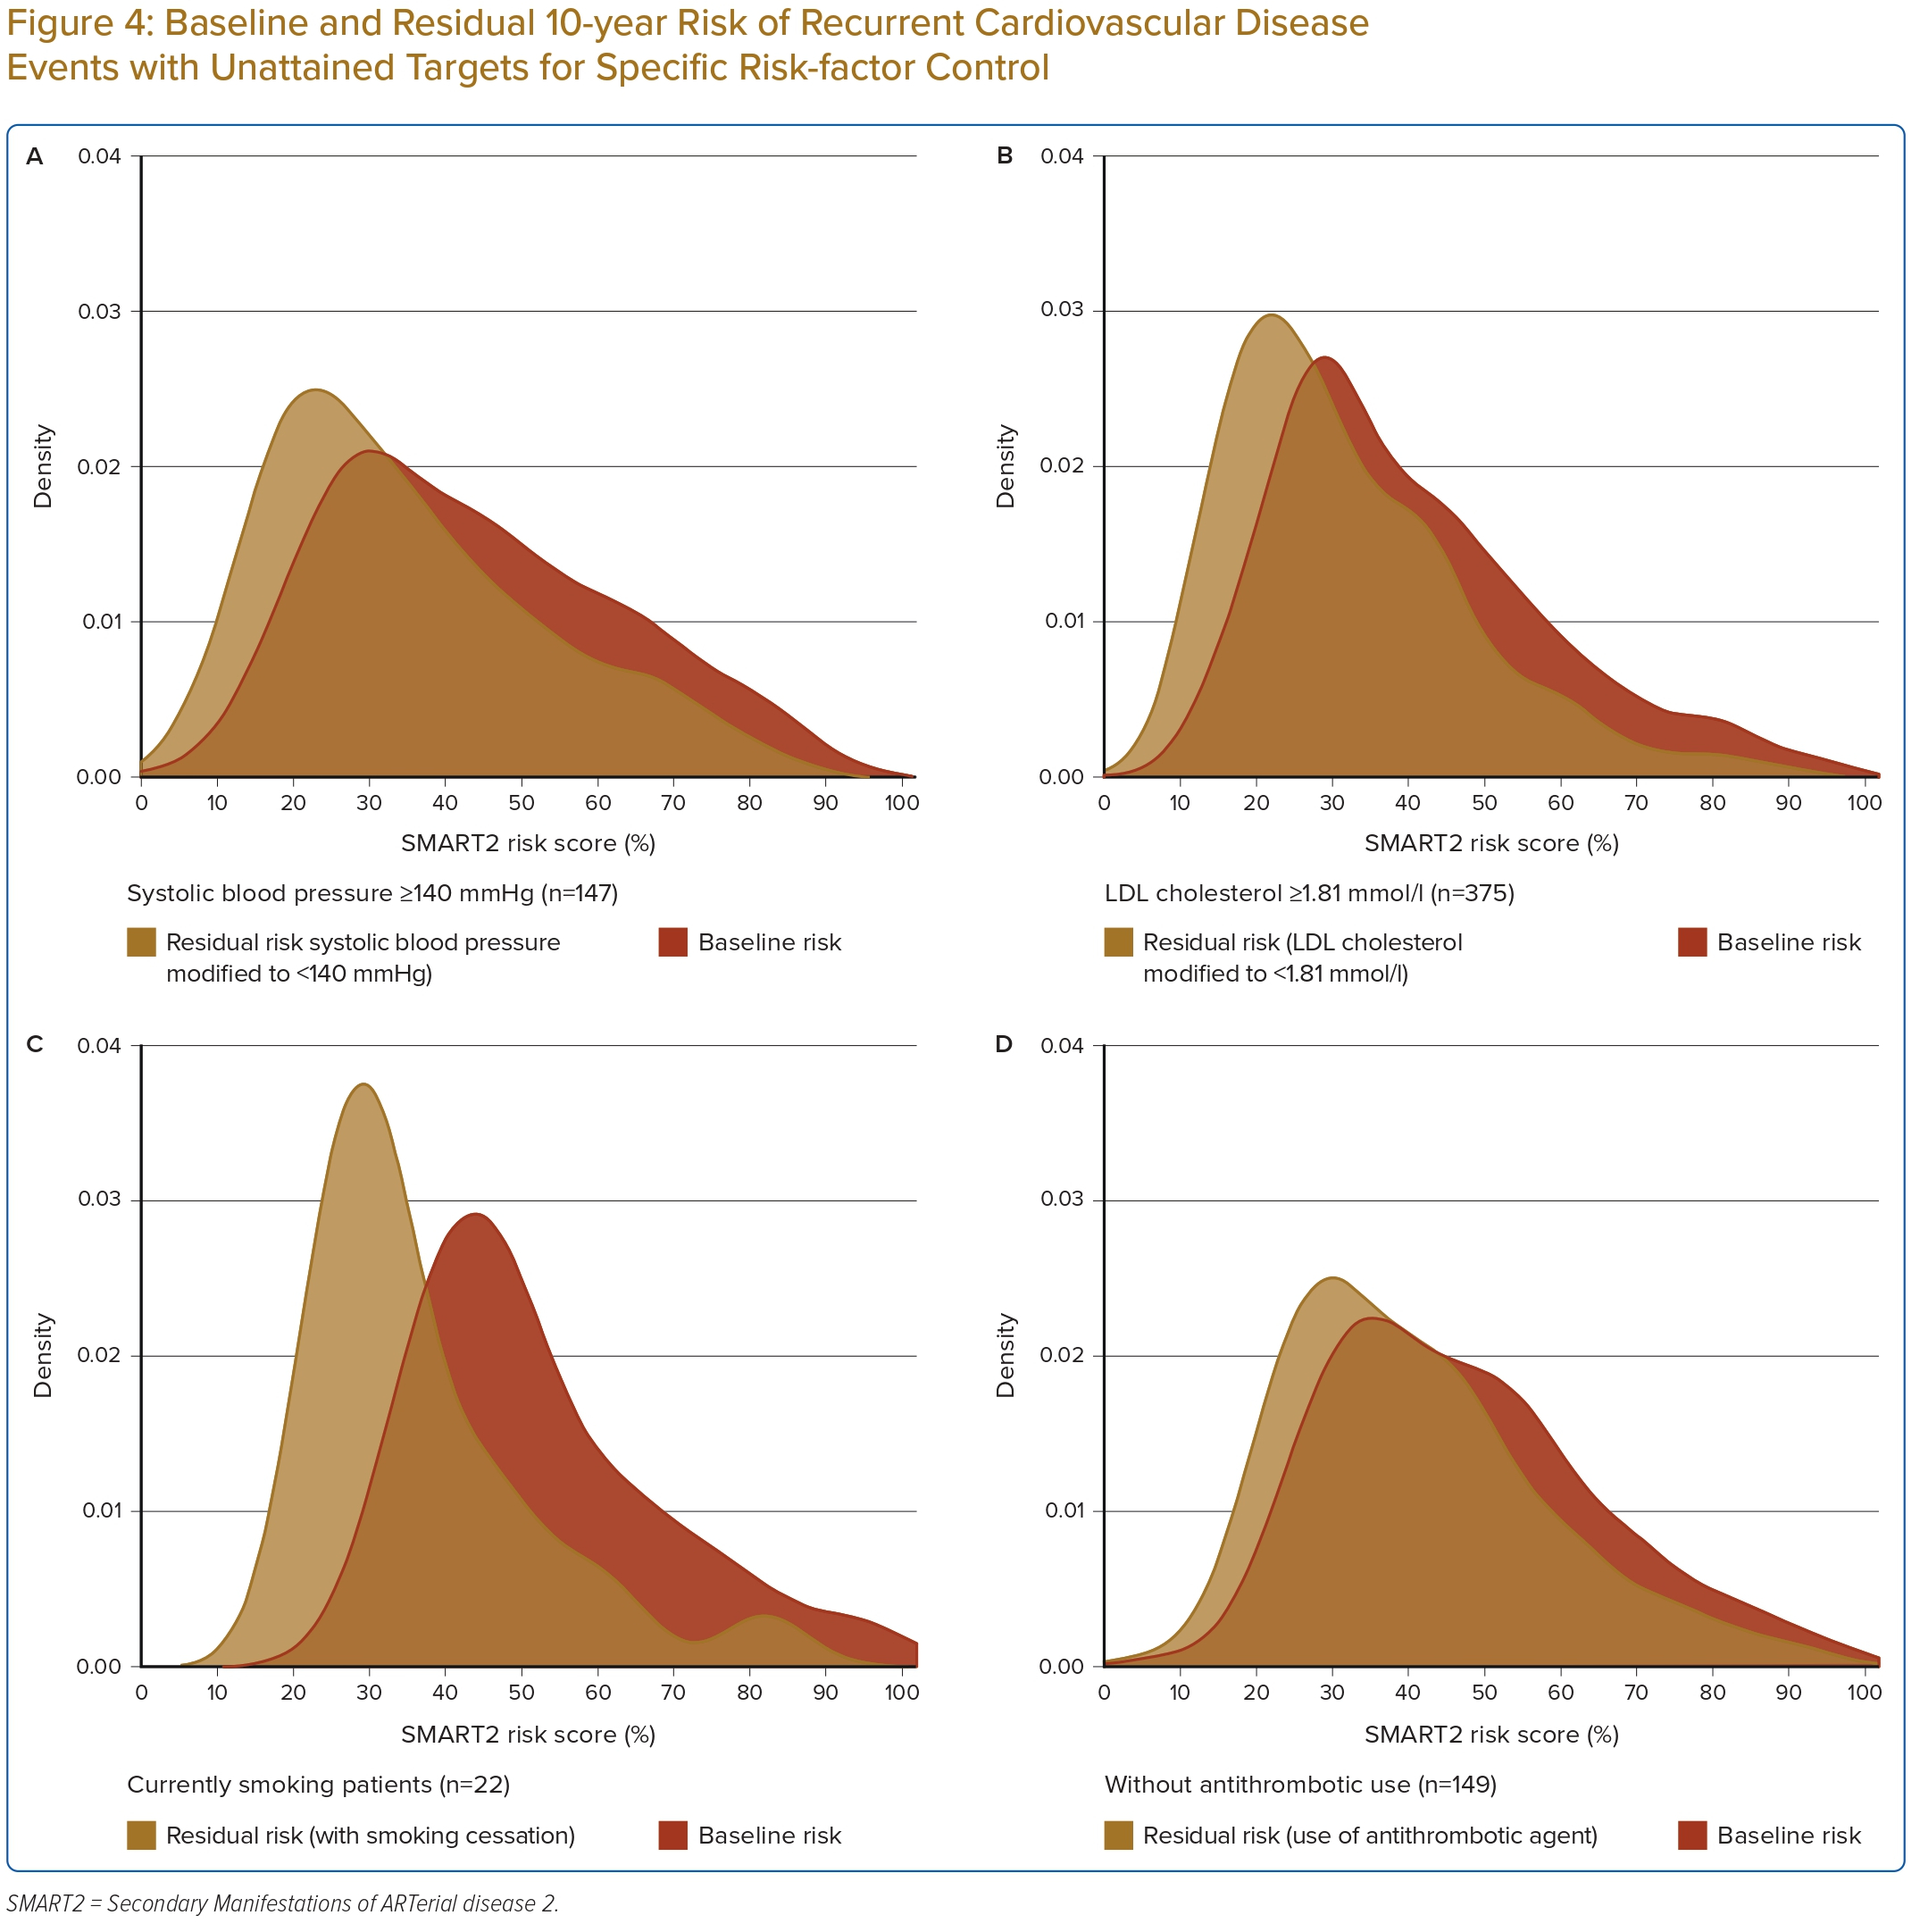 Figure 4: Baseline and Residual 10-year Risk of Recurrent Cardiovascular Disease
Events with Unattained Targets for Specific Risk-factor Control
A
0.04
0.03
0.02
0.01
0.00
Density
0 10 20 30 40 50 60 70 80 90 100
SMART2 risk score (%)
Systolic blood pressure ≥140 mmHg (n=147)
Residual risk systolic blood pressure
modified to <140 mmHg)
Baseline risk
B
0.04
0.03
0.02
0.01
0.00
Density
0 10 20 30 40 50 60 70 80 90 100
SMART2 risk score (%)
LDL cholesterol ≥1.81 mmol/l (n=375)
Residual risk (LDL cholesterol
modified to <1.81 mmol/l)
Baseline risk
C
0.04
0.03
0.02
0.01
0.00
Density
0 10 20 30 40 50 60 70 80 90 100
SMART2 risk score (%)
Currently smoking patients (n=22)
Residual risk (with smoking cessation)
Baseline risk
D
0.04
0.03
0.02
0.01
0.00
Density
0 10 20 30 40 50 60 70 80 90 100
SMART2 risk score (%)
Without antithrombotic use (n=149)
Residual risk (use of antithrombotic agent)
Baseline risk
SMART2 = Secondary Manifestations of ARTerial disease 2.